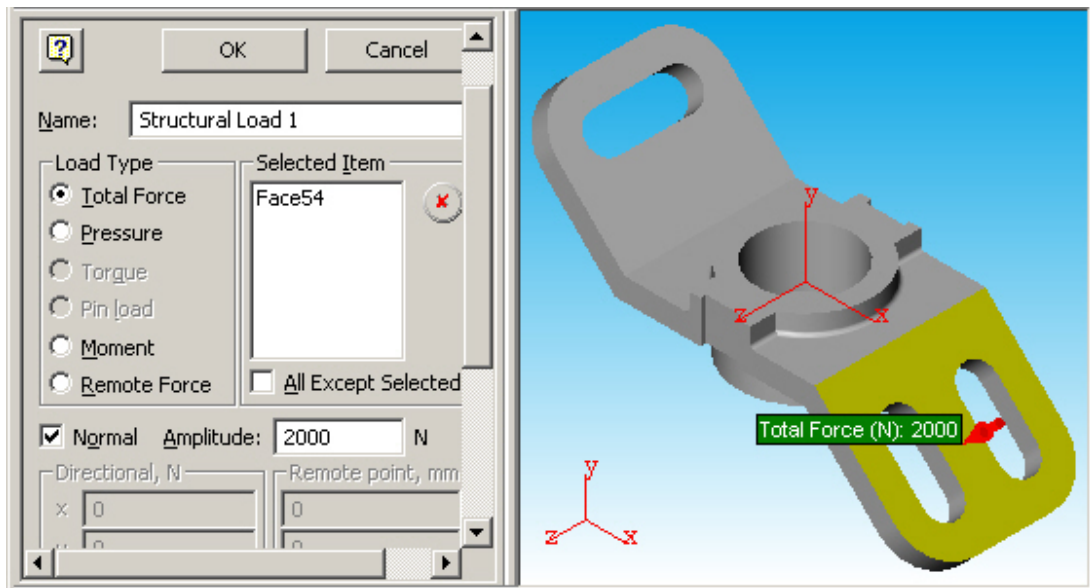 OK Cancel
Name: Structural Load 1
Load Type
Total Force
Pressure
Torque
Pin load
Moment
Remote Force
Selected Item
Face54
All Except Selected
Normal Amplitude: 2000 N
Directional, N
x 0
Remote point, mm
0
y
z
x
Total Force (N): 2000
y
z
x